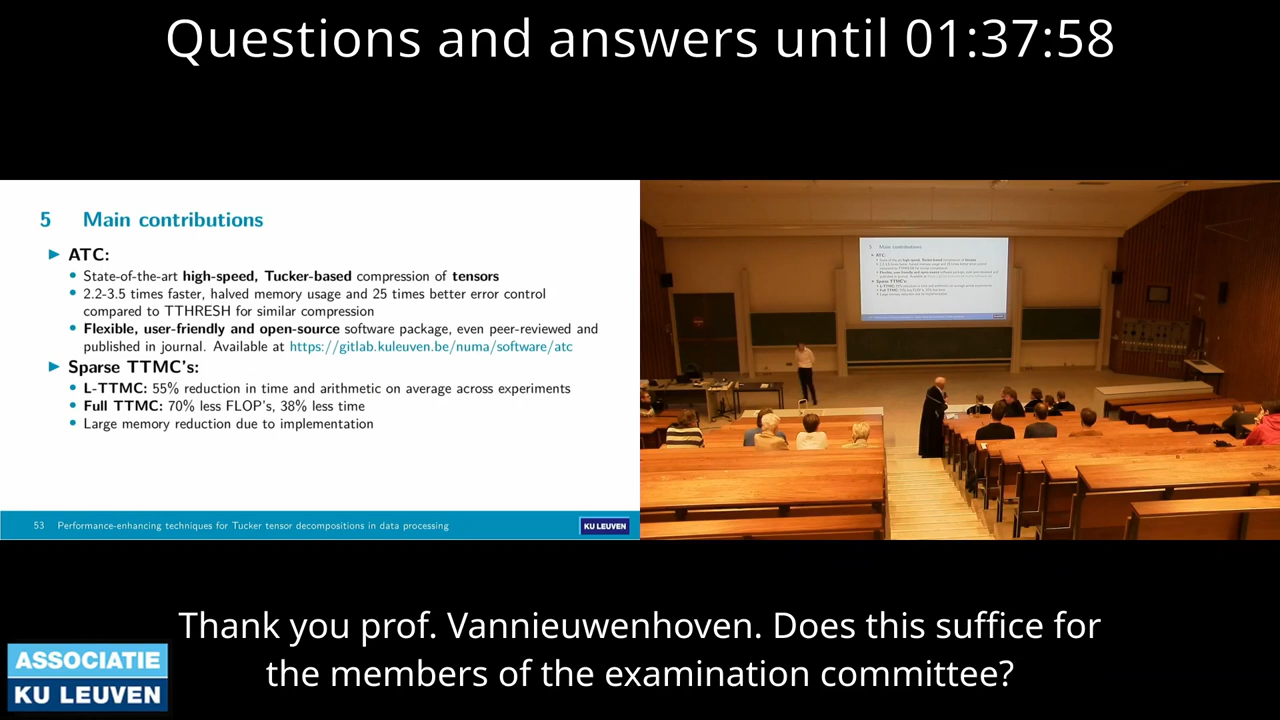 Questions and answers until 01:37:58
5 Main contributions
► ATC:
• State-of-the-art high-speed, Tucker-based compression of tensors
• 2.2-3.5 times faster, halved memory usage and 25 times better error control
compared to TTHRESH for similar compression
• Flexible, user-friendly and open-source software package, even peer-reviewed and
published in journal. Available at https://gitlab.kuleuven.be/numa/software/atc
► Sparse TTMC's:
• L-TTMC: 55% reduction in time and arithmetic on average across experiments
• Full TTMC: 70% less FLOP's, 38% less time
• Large memory reduction due to implementation
53 Performance-enhancing techniques for Tucker tensor decompositions in data processing
KU LEUVEN
5 Main contributions
Thank you prof. Vannieuwenhoven. Does this suffice for
the members of the examination committee?
ASSOCIATIE
KU LEUVEN